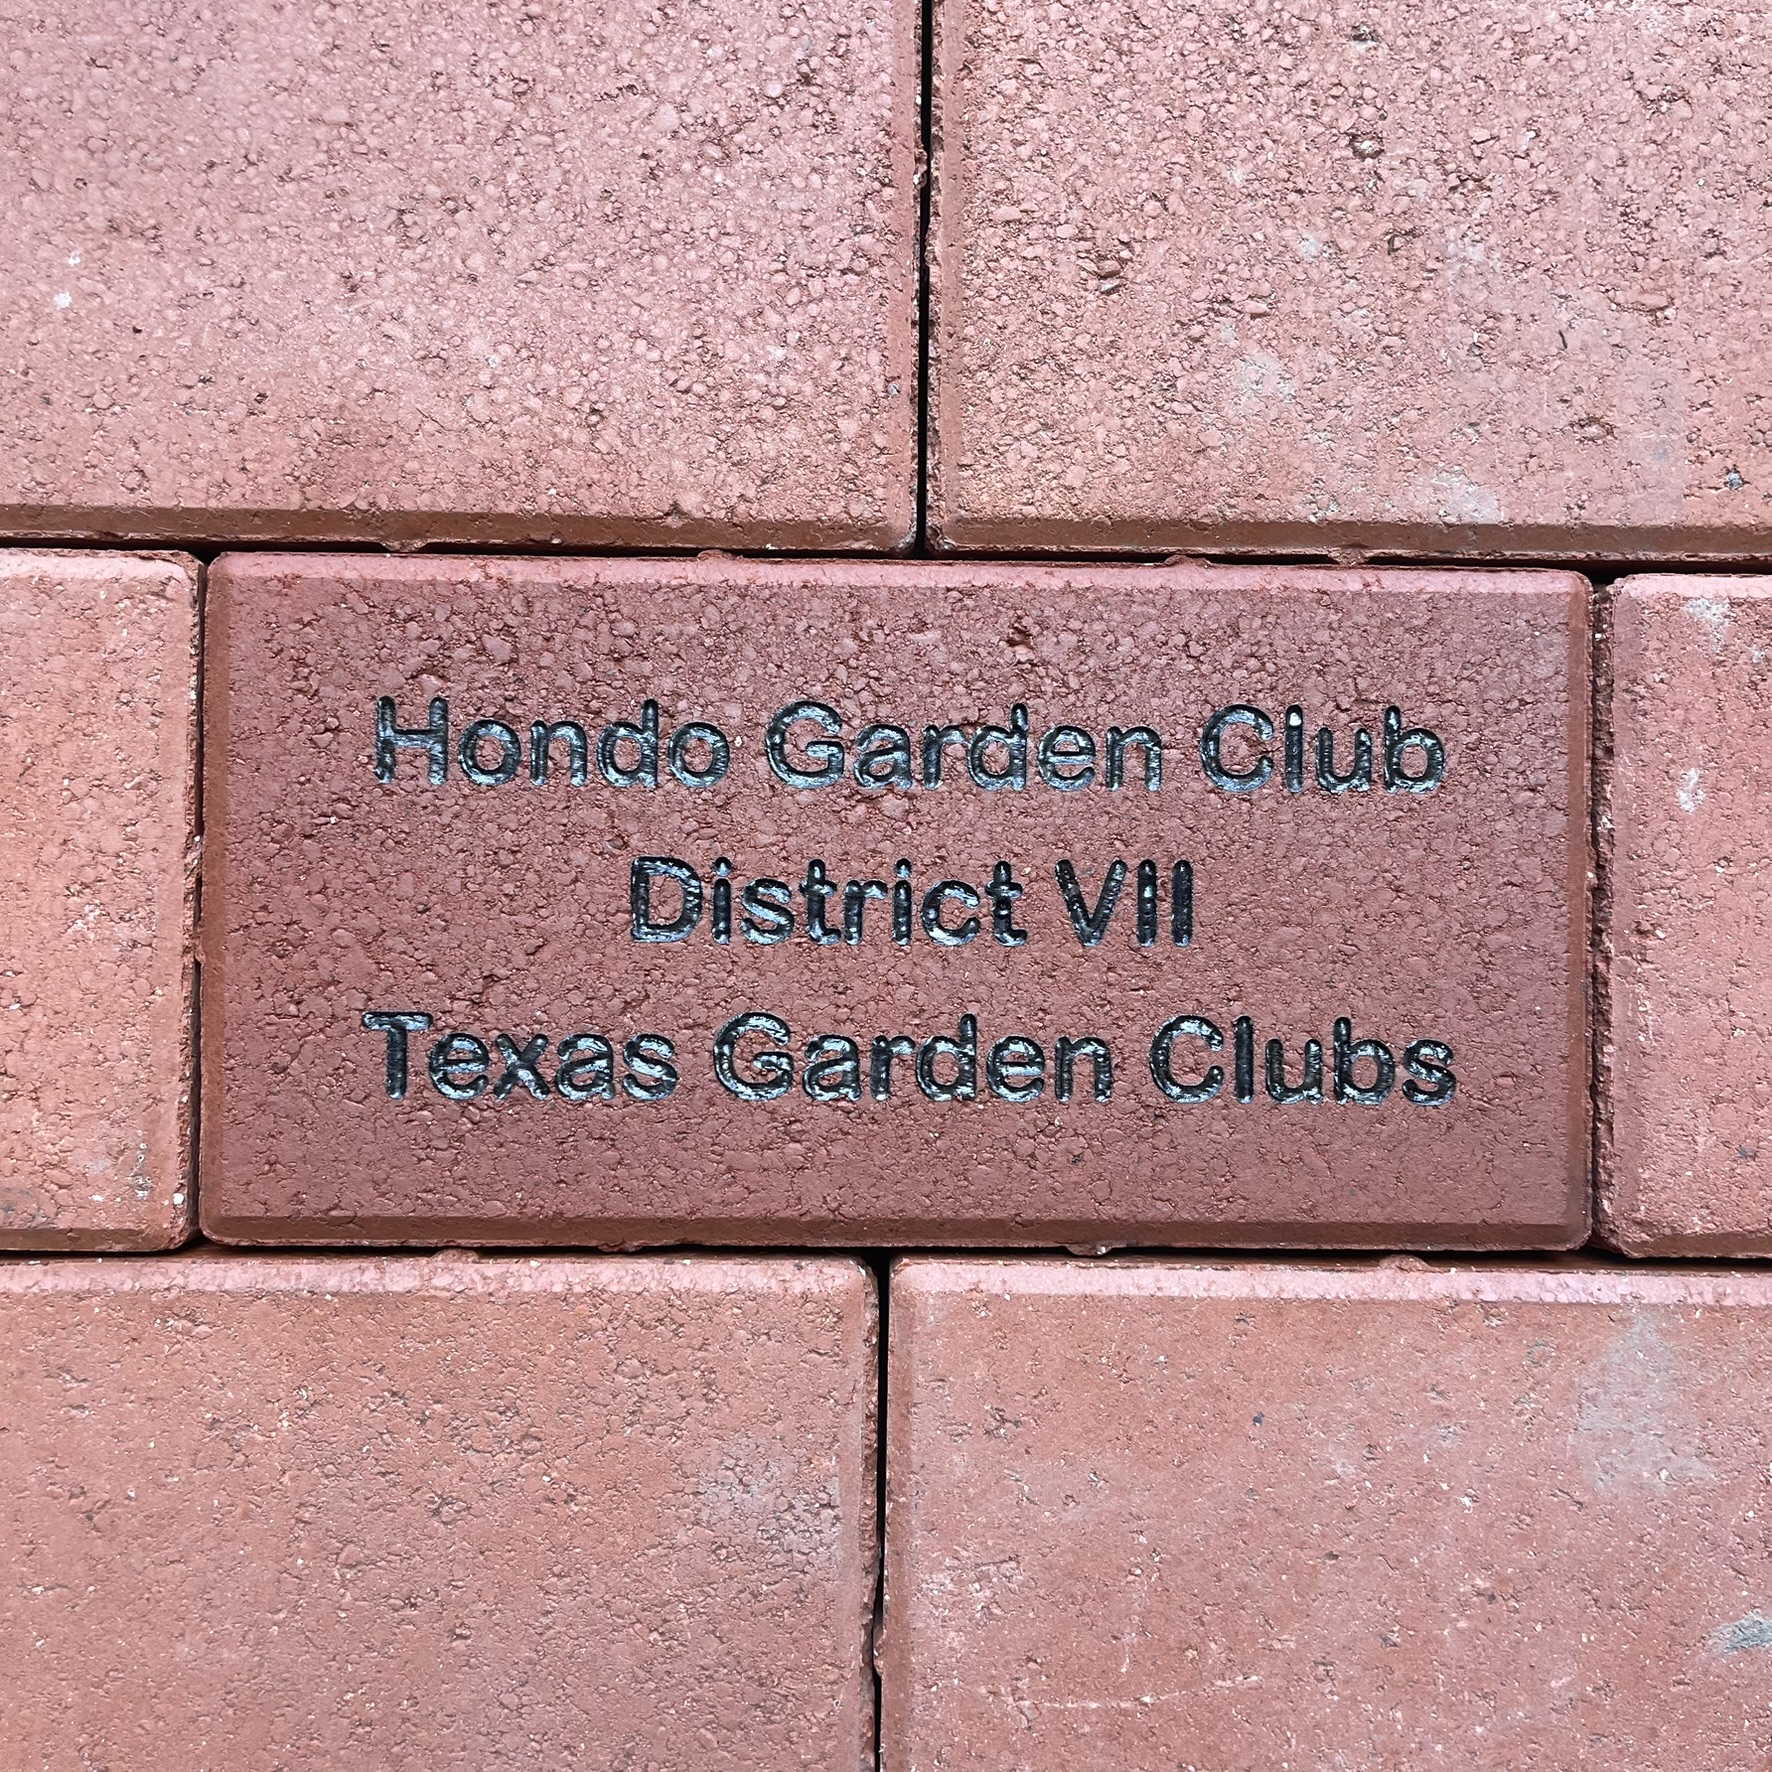 Hondo Garden Club
District VII
Texas Garden Clubs